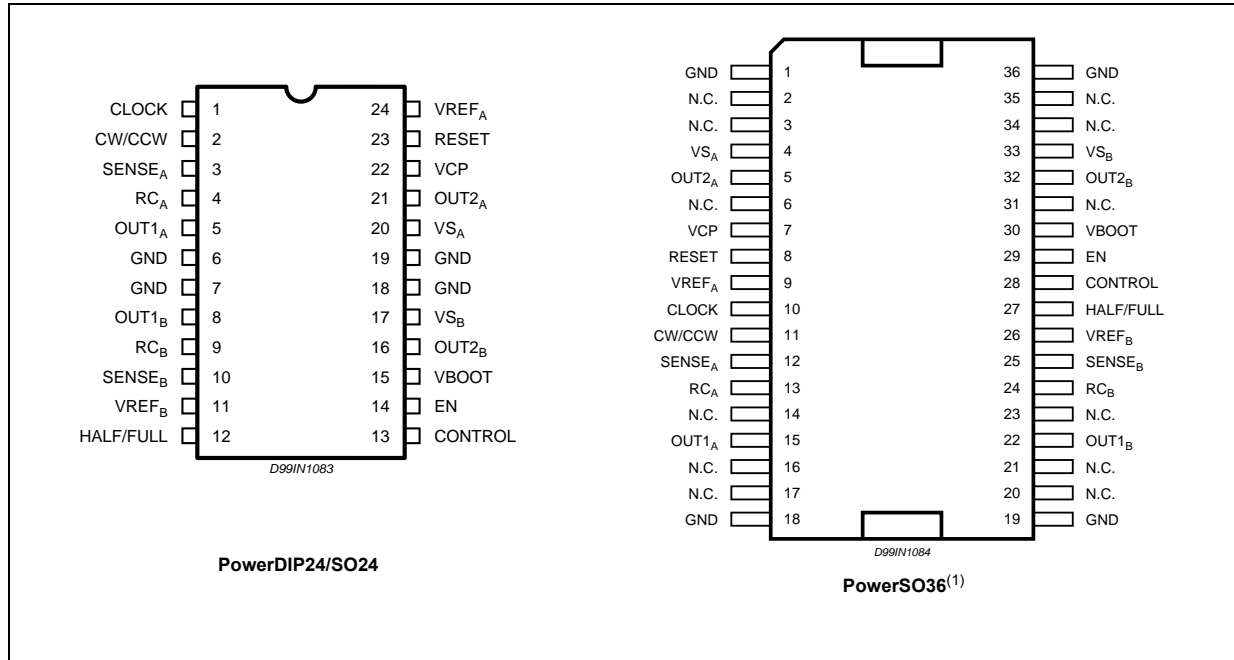 CLOCK 1 24 VREFA
CW/CCW 2 23 RESET
SENSEA 3 22 VCP
RCA 4 21 OUT2A
OUT1A 5 20 VSA
GND 6 19 GND
GND 7 18 GND
OUT1B 8 17 VSB
RCB 9 16 OUT2B
SENSEB 10 15 VBOOT
VREFB 11 14 EN
HALF/FULL 12 13 CONTROL
D99IN1083
PowerDIP24/SO24
GND 1 36 GND
N.C. 2 35 N.C.
N.C. 3 34 N.C.
VSA 4 33 VSB
OUT2A 5 32 OUT2B
N.C. 6 31 N.C.
VCP 7 30 VBOOT
RESET 8 29 EN
VREFA 9 28 CONTROL
CLOCK 10 27 HALF/FULL
CW/CCW 11 26 VREFB
SENSEA 12 25 SENSEB
RCA 13 24 RCB
N.C. 14 23 N.C.
OUT1A 15 22 OUT1B
N.C. 16 21 N.C.
N.C. 17 20 N.C.
GND 18 19 GND
D99IN1084
PowerSO36(1)